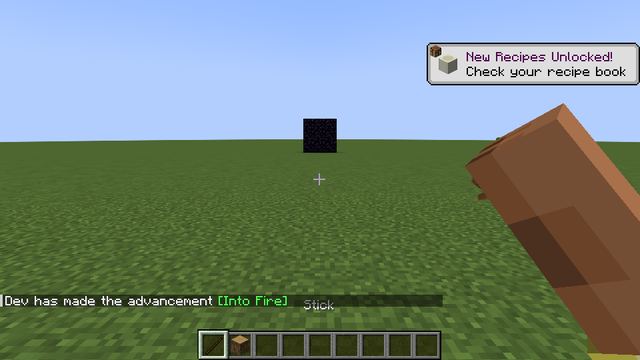 New Recipes Unlocked!
Check your recipe book
Dev has made the advancement [Into Fire]
Stick